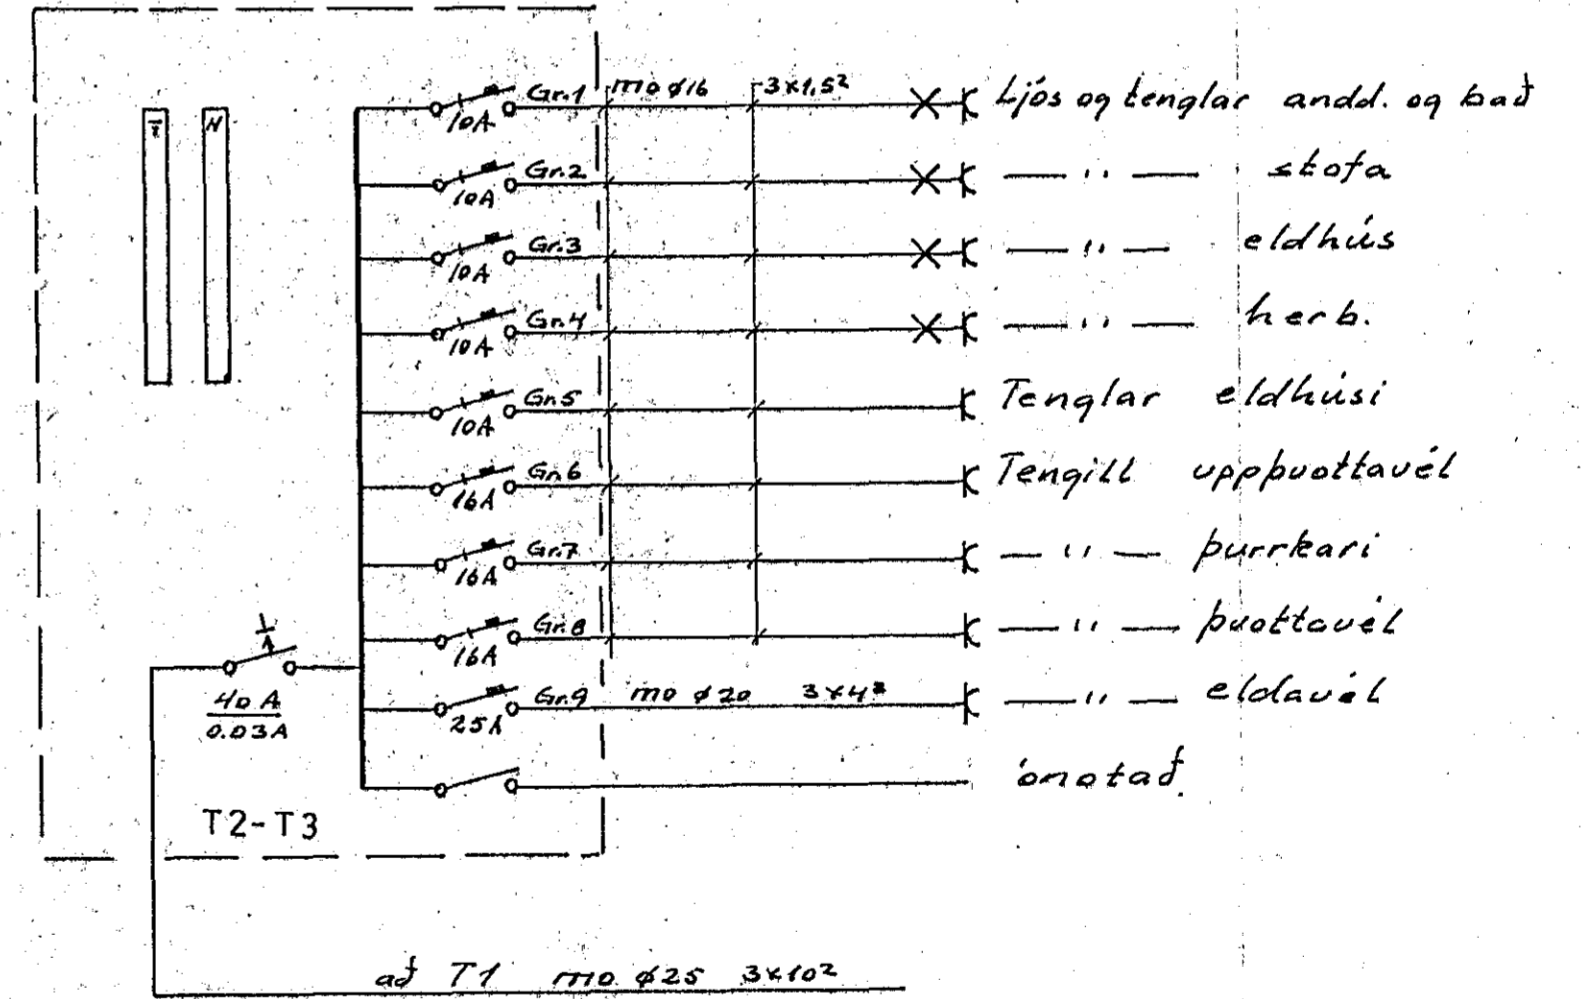 Gr.1 mo ø16 3x1,5² Ljós og tenglar andd. og bað
10A
N
Gr.2 — " — stofa
10A
Gr.3 — " — eldhús
10A
Gr.4 — " — herb.
10A
Gr.5 Tenglar eldhúsi
10A
Gr.6 Tengill uppþvottavél
16A
Gr.7 — " — þurrkari
16A
Gr.8 — " — þvottavél
16A
Gr.9 mo ø20 3x4² — " — eldavél
25A
40A
0.03A
ónotað.
T2-T3
að T1 mo ø25 3x10²